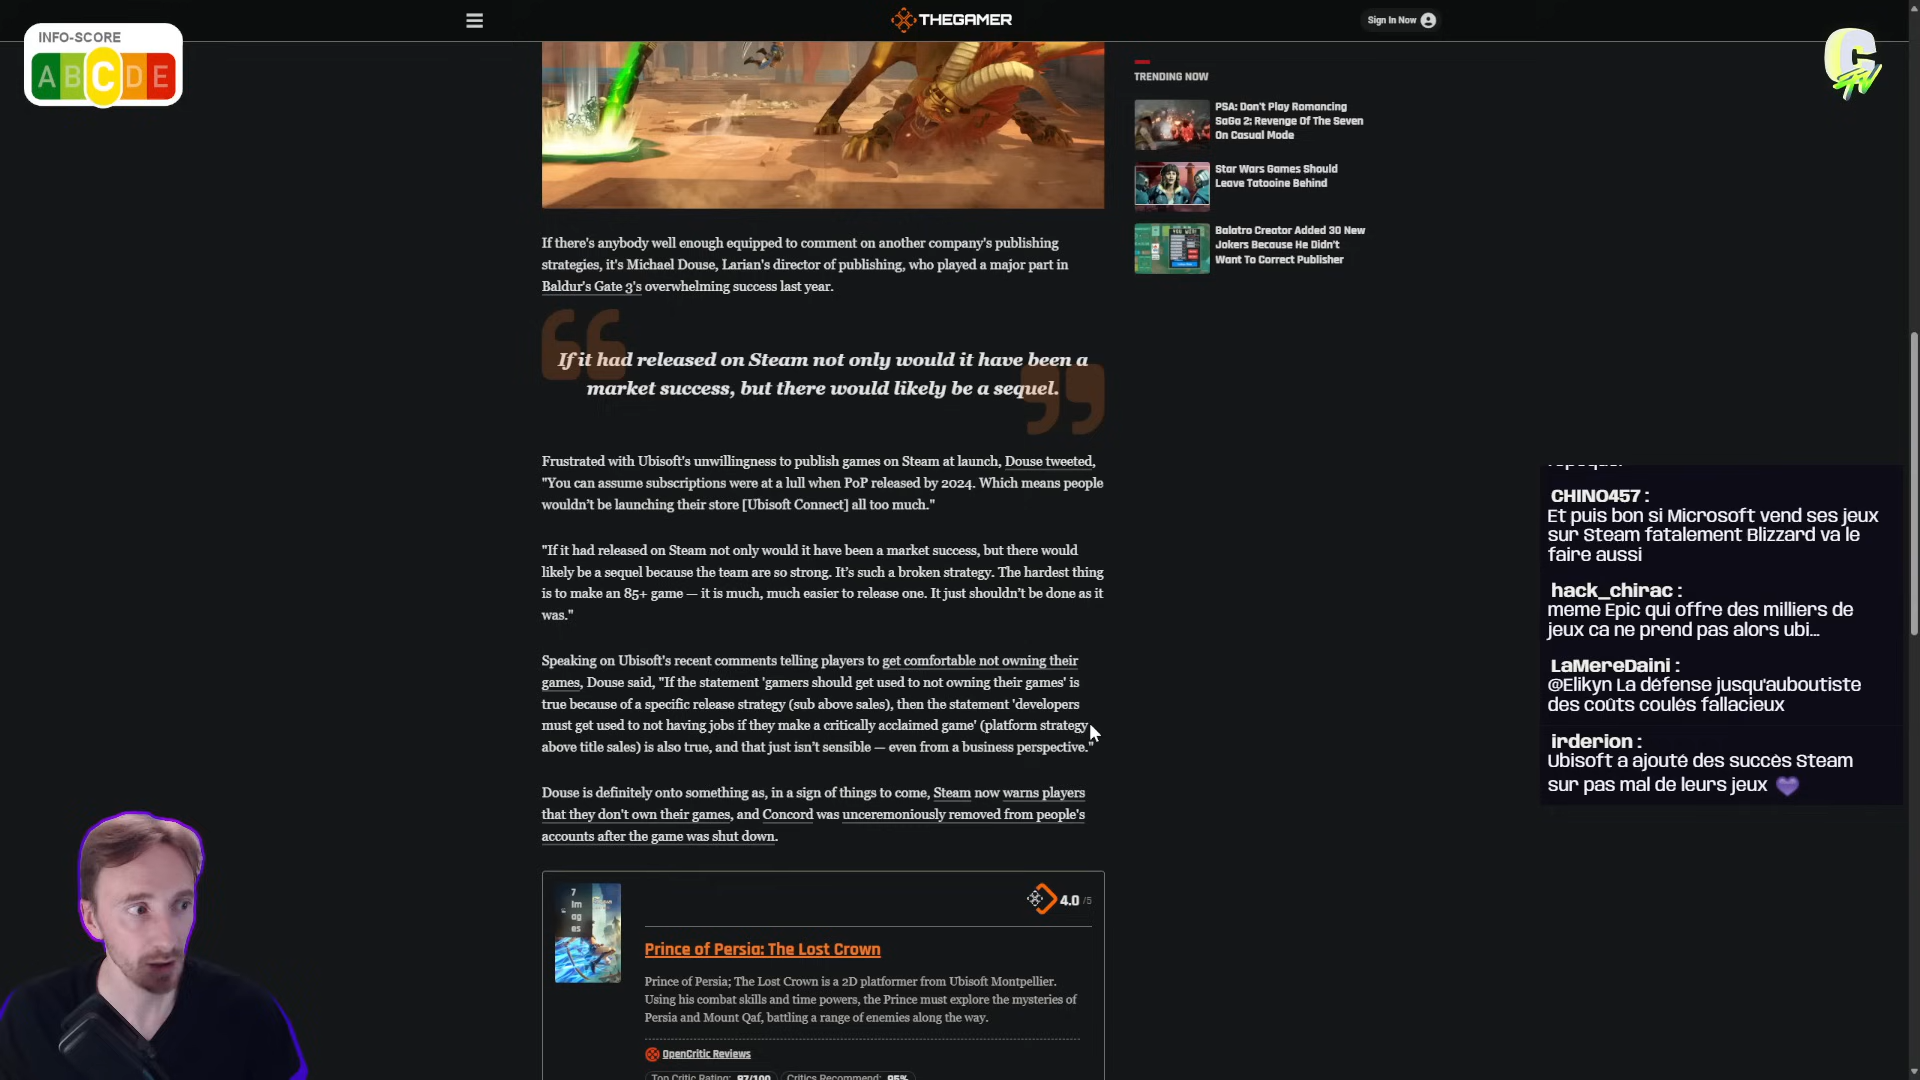 INFO-SCORE
A B C D E
THEGAMER
Sign In Now
C
TV
TRENDING NOW
PSA: Don't Play Romancing
SaGa 2: Revenge Of The Seven
On Casual Mode
Star Wars Games Should
Leave Tatooine Behind
Balatro Creator Added 30 New
Jokers Because He Didn't
Want To Correct Publisher
If there's anybody well enough equipped to comment on another company's publishing
strategies, it's Michael Douse, Larian's director of publishing, who played a major part in
Baldur's Gate 3's overwhelming success last year.
If it had released on Steam not only would it have been a
market success, but there would likely be a sequel.
Frustrated with Ubisoft's unwillingness to publish games on Steam at launch, Douse tweeted,
"You can assume subscriptions were at a lull when PoP released by 2024. Which means people
wouldn't be launching their store [Ubisoft Connect] all too much."
"If it had released on Steam not only would it have been a market success, but there would
likely be a sequel because the team are so strong. It's such a broken strategy. The hardest thing
is to make an 85+ game — it is much, much easier to release one. It just shouldn't be done as it
was."
Speaking on Ubisoft's recent comments telling players to get comfortable not owning their
games, Douse said, "If the statement 'gamers should get used to not owning their games' is
true because of a specific release strategy (sub above sales), then the statement 'developers
must get used to not having jobs if they make a critically acclaimed game' (platform strategy
above title sales) is also true, and that just isn't sensible — even from a business perspective."
Douse is definitely onto something as, in a sign of things to come, Steam now warns players
that they don't own their games, and Concord was unceremoniously removed from people's
accounts after the game was shut down.
7
Im
ag
es
4.0 /5
Prince of Persia: The Lost Crown
Prince of Persia; The Lost Crown is a 2D platformer from Ubisoft Montpellier.
Using his combat skills and time powers, the Prince must explore the mysteries of
Persia and Mount Qaf, battling a range of enemies along the way.
OpenCritic Reviews
Top Critic Rating: 87/100 Critics Recommend: 95%
CHINO457 :
Et puis bon si Microsoft vend ses jeux
sur Steam fatalement Blizzard va le
faire aussi
hack_chirac :
meme Epic qui offre des milliers de
jeux ca ne prend pas alors ubi...
LaMereDaini :
@Elikyn La défense jusqu'auboutiste
des coûts coulés fallacieux
irderion :
Ubisoft a ajouté des succès Steam
sur pas mal de leurs jeux